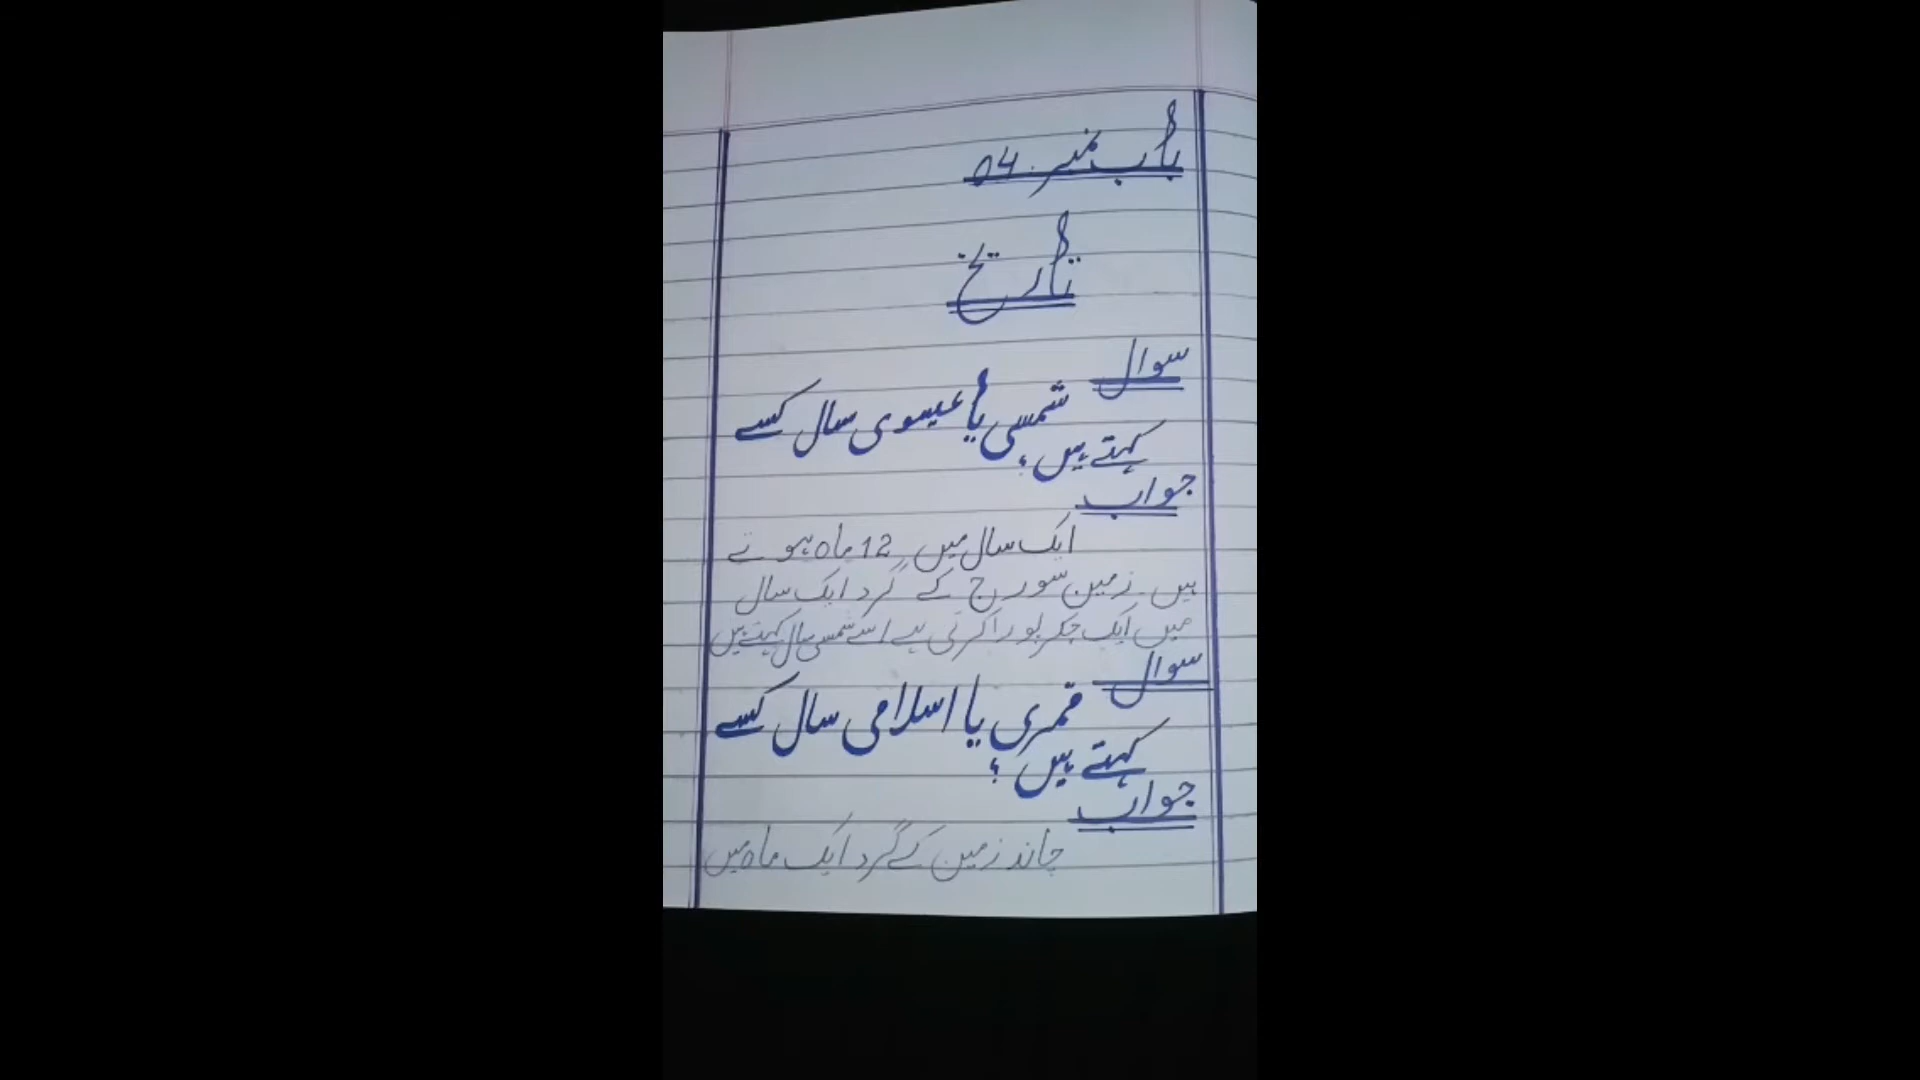 باب نمبر. 04
تاریخ
سوال
شمسی یا عیسوی سال کسے
کہتے ہیں؟
جواب
ایک سال میں 12 ماہ ہوتے
ہیں۔ زمین سورج کے گرد ایک سال
میں ایک چکر پورا کرتی ہے اسے شمسی سال کہتے ہیں
سوال
قمری یا اسلامی سال کسے
کہتے ہیں؟
جواب
چاند زمین کے گرد ایک ماہ میں